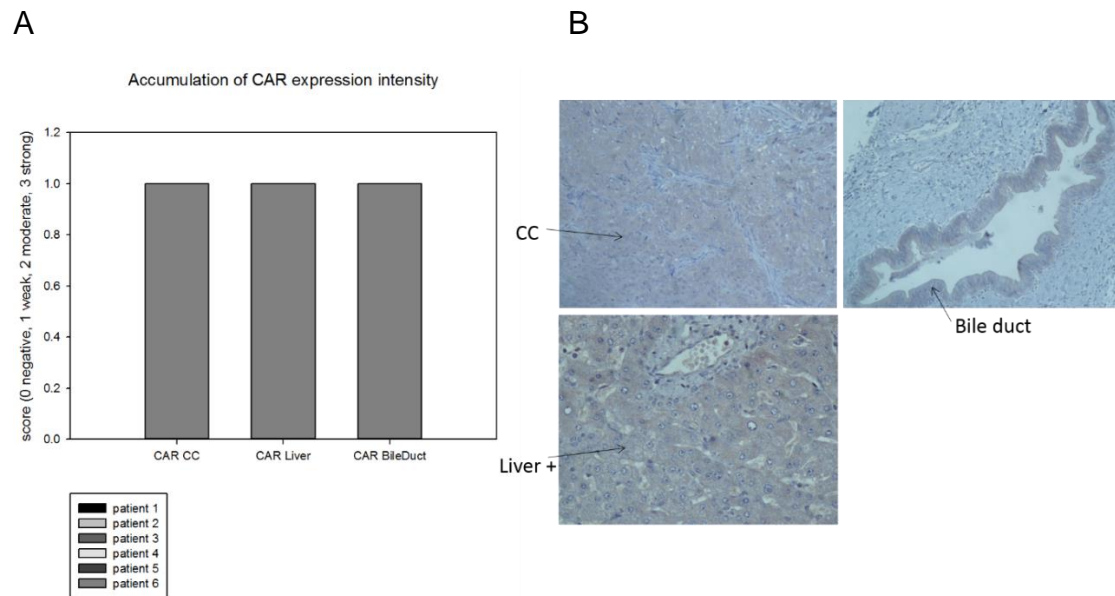 A
B
Accumulation of CAR expression intensity
score (0 negative, 1 weak, 2 moderate, 3 strong)
1.2
1.0
0.8
0.6
0.4
0.2
0.0
CAR CC
CAR Liver
CAR BileDuct
patient 1
patient 2
patient 3
patient 4
patient 5
patient 6
CC
Bile duct
Liver +